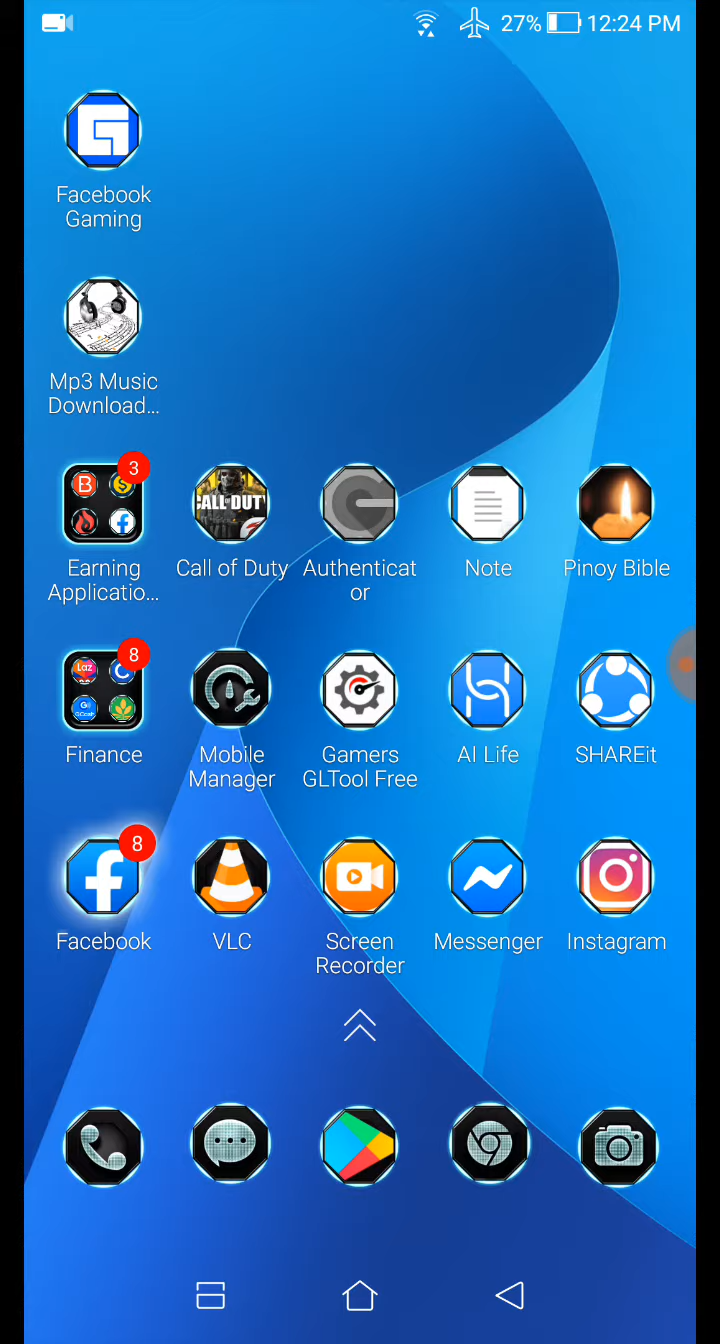 27% 12:24 PM
Facebook
Gaming
Mp3 Music
Download...
3
CALL OF DUTY
Earning
Applicatio...
Call of Duty
Authenticat
or
Note
Pinoy Bible
8
Laz
Finance
Mobile
Manager
Gamers
GLTool Free
AI Life
SHAREit
8
Facebook
VLC
Screen
Recorder
Messenger
Instagram